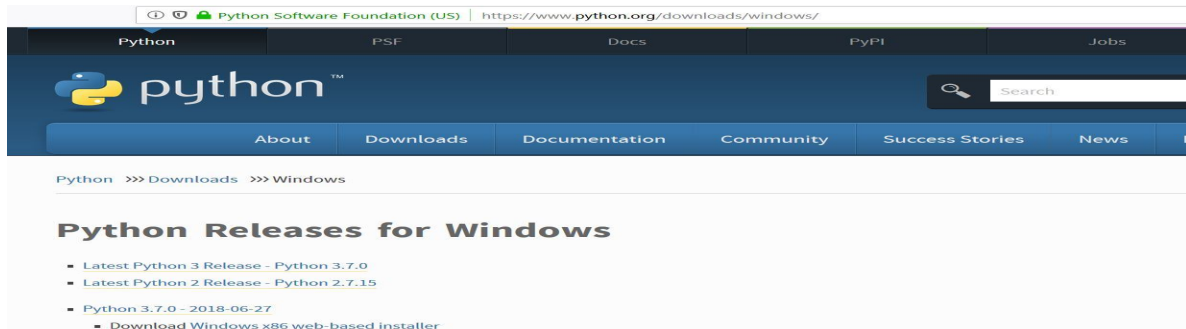 Python Software Foundation (US) https://www.python.org/downloads/windows/
Python PSF Docs PyPI Jobs
python™
Search
About Downloads Documentation Community Success Stories News
Python >>> Downloads >>> Windows
Python Releases for Windows
▪ Latest Python 3 Release - Python 3.7.0
▪ Latest Python 2 Release - Python 2.7.15
▪ Python 3.7.0 - 2018-06-27
▪ Download Windows x86 web-based installer